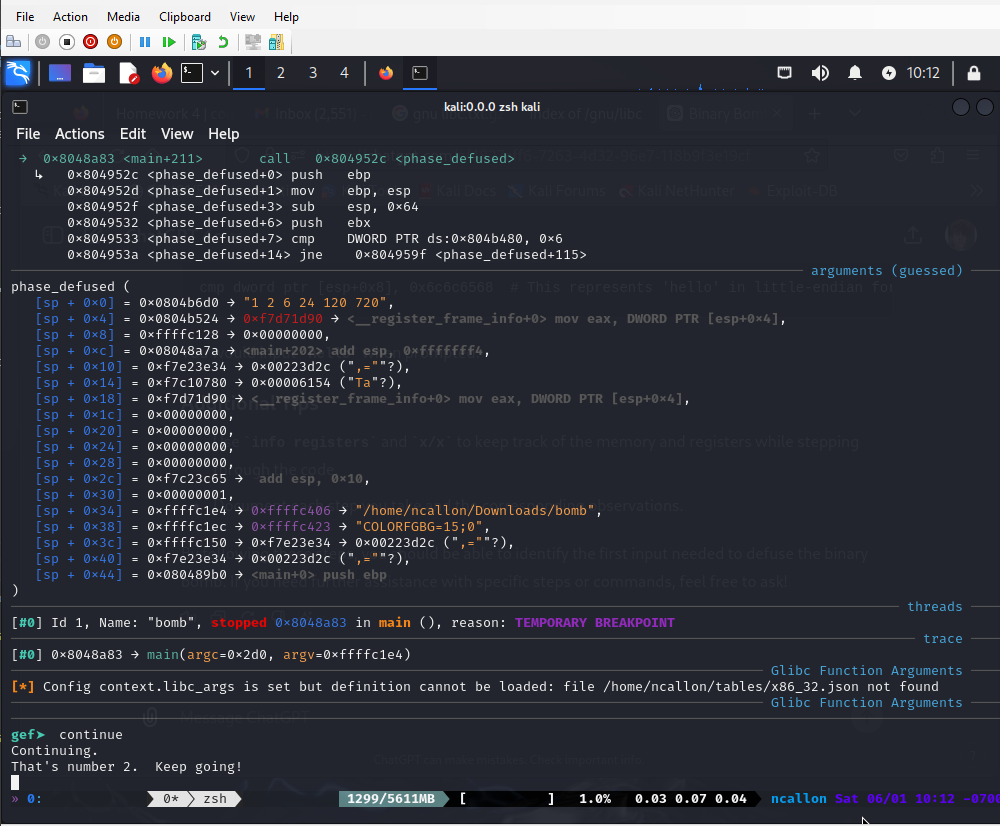 File Action Media Clipboard View Help
1 2 3 4 10:12
kali:0.0.0 zsh kali
File Actions Edit View Help
→ 0×8048a83 <main+211> call 0×804952c <phase_defused>
↳ 0×804952c <phase_defused+0> push ebp
0×804952d <phase_defused+1> mov ebp, esp
0×804952f <phase_defused+3> sub esp, 0×64
0×8049532 <phase_defused+6> push ebx
0×8049533 <phase_defused+7> cmp DWORD PTR ds:0×804b480, 0×6
0×804953a <phase_defused+14> jne 0×804959f <phase_defused+115>
arguments (guessed)
phase_defused (
[sp + 0×0] = 0×0804b6d0 → "1 2 6 24 120 720",
[sp + 0×4] = 0×0804b524 → 0×f7d71d90 → <__register_frame_info+0> mov eax, DWORD PTR [esp+0×4],
[sp + 0×8] = 0×ffffc128 → 0×00000000,
[sp + 0×c] = 0×08048a7a → <main+202> add esp, 0×fffffff4,
[sp + 0×10] = 0×f7e23e34 → 0×00223d2c (",=""?),
[sp + 0×14] = 0×f7c10780 → 0×00006154 ("Ta"?),
[sp + 0×18] = 0×f7d71d90 → <__register_frame_info+0> mov eax, DWORD PTR [esp+0×4],
[sp + 0×1c] = 0×00000000,
[sp + 0×20] = 0×00000000,
[sp + 0×24] = 0×00000000,
[sp + 0×28] = 0×00000000,
[sp + 0×2c] = 0×f7c23c65 → add esp, 0×10,
[sp + 0×30] = 0×00000001,
[sp + 0×34] = 0×ffffc1e4 → 0×ffffc406 → "/home/ncallon/Downloads/bomb",
[sp + 0×38] = 0×ffffc1ec → 0×ffffc423 → "COLORFGBG=15;0",
[sp + 0×3c] = 0×ffffc150 → 0×f7e23e34 → 0×00223d2c (",=""?),
[sp + 0×40] = 0×f7e23e34 → 0×00223d2c (",=""?),
[sp + 0×44] = 0×080489b0 → <main+0> push ebp
)
threads
[#0] Id 1, Name: "bomb", stopped 0×8048a83 in main (), reason: TEMPORARY BREAKPOINT
trace
[#0] 0×8048a83 → main(argc=0×2d0, argv=0×ffffc1e4)
Glibc Function Arguments
[*] Config context.libc_args is set but definition cannot be loaded: file /home/ncallon/tables/x86_32.json not found
Glibc Function Arguments
gef➤ continue
Continuing.
That's number 2. Keep going!
» 0: 0* zsh 1299/5611MB [ ] 1.0% 0.03 0.07 0.04 ncallon Sat 06/01 10:12 -070